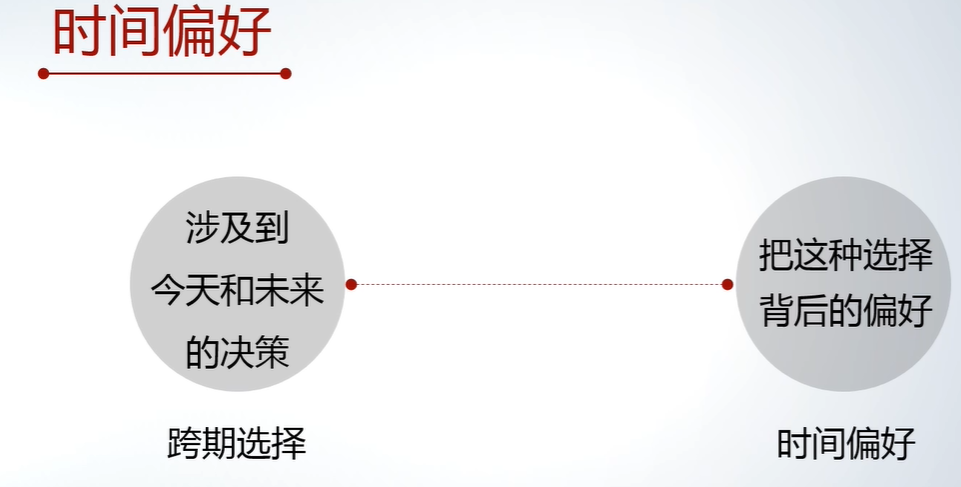 时间偏好
涉及到
今天和未来
的决策
跨期选择
把这种选择
背后的偏好
时间偏好